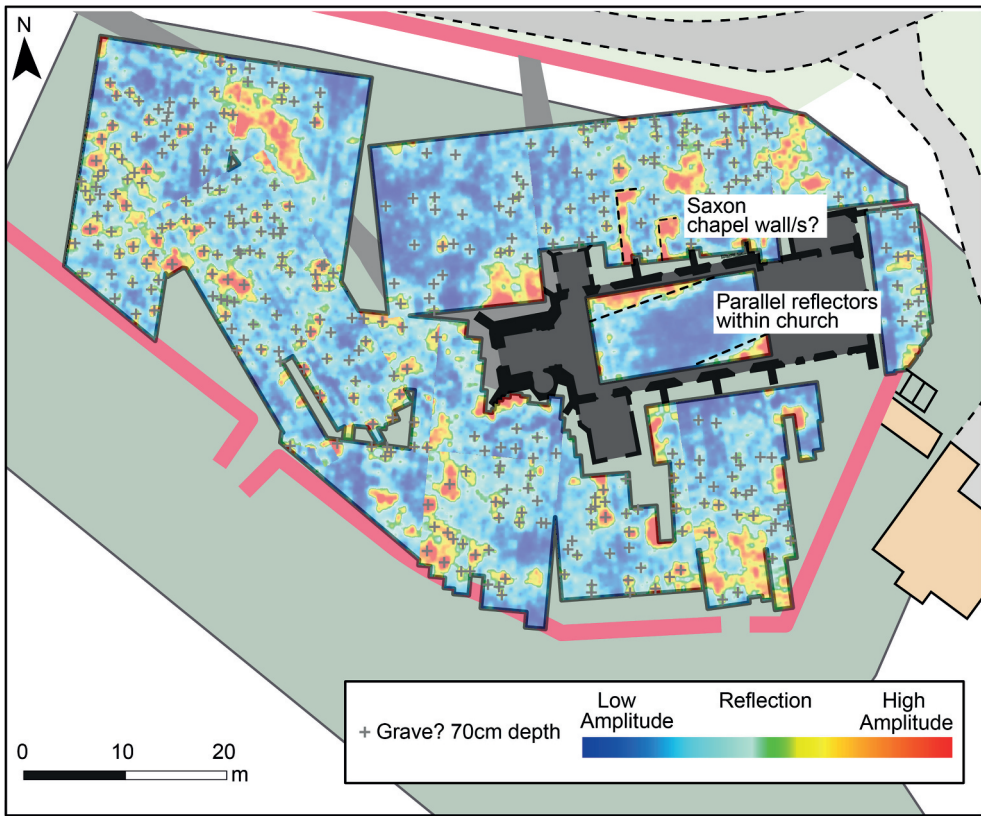 N
Saxon
chapel wall/s?
Parallel reflectors
within church
Low
Amplitude
Reflection
High
Amplitude
+ Grave? 70cm depth
0 10 20
m